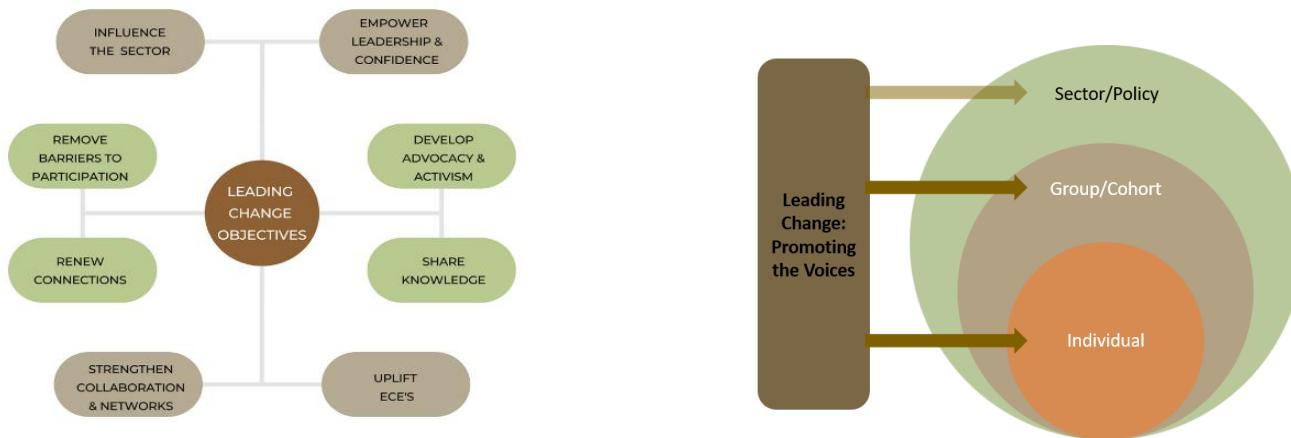 INFLUENCE
THE SECTOR
EMPOWER
LEADERSHIP &
CONFIDENCE
REMOVE
BARRIERS TO
PARTICIPATION
DEVELOP
ADVOCACY &
ACTIVISM
LEADING
CHANGE
OBJECTIVES
RENEW
CONNECTIONS
SHARE
KNOWLEDGE
STRENGTHEN
COLLABORATION
& NETWORKS
UPLIFT
ECE'S
Leading
Change:
Promoting
the Voices
Sector/Policy
Group/Cohort
Individual